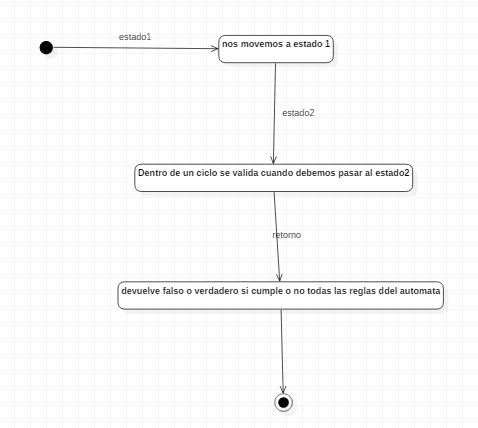 estado1
nos movemos a estado 1
estado2
Dentro de un ciclo se valida cuando debemos pasar al estado2
retorno
devuelve falso o verdadero si cumple o no todas las reglas ddel automata